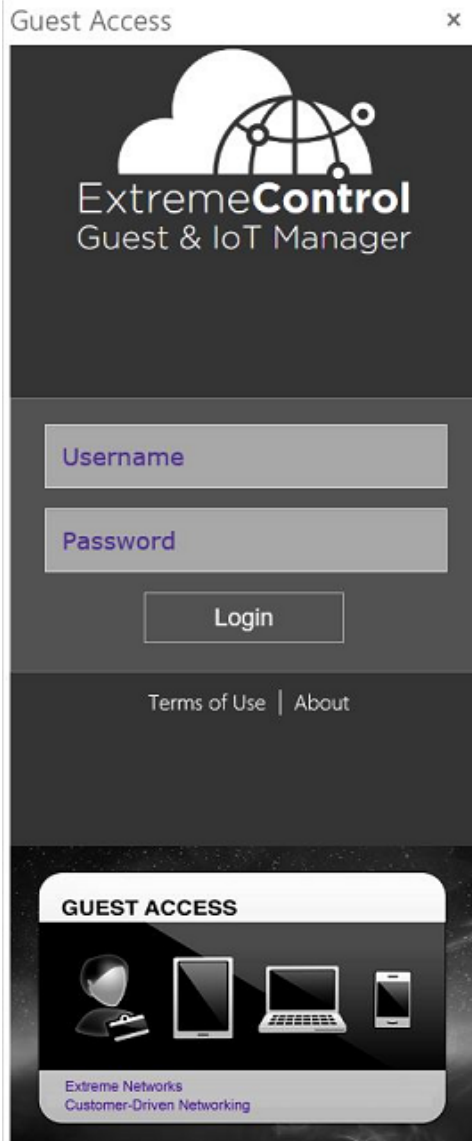 Guest Access ×
ExtremeControl
Guest & IoT Manager
Username
Password
Login
Terms of Use | About
GUEST ACCESS
Extreme Networks
Customer-Driven Networking